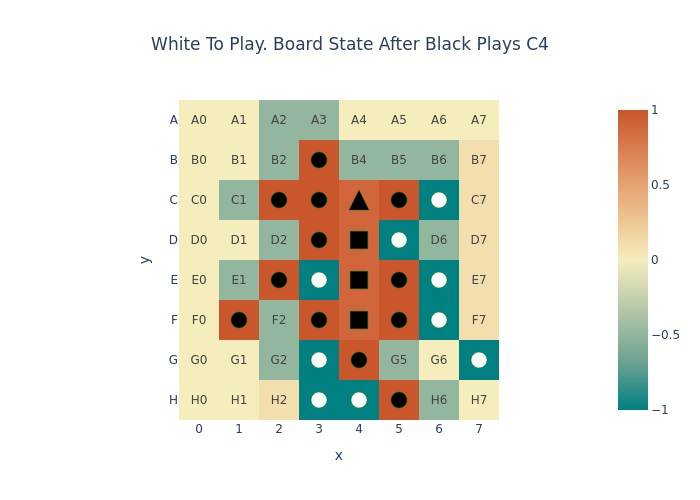 White To Play. Board State After Black Plays C4
A A0 A1 A2 A3 A4 A5 A6 A7
B B0 B1 B2 B4 B5 B6 B7
C C0 C1 C7
D D0 D1 D2 D6 D7
E E0 E1 E7
F F0 F2 F7
G G0 G1 G2 G5 G6
H H0 H1 H2 H6 H7
0 1 2 3 4 5 6 7
x
y
1
0.5
0
−0.5
−1